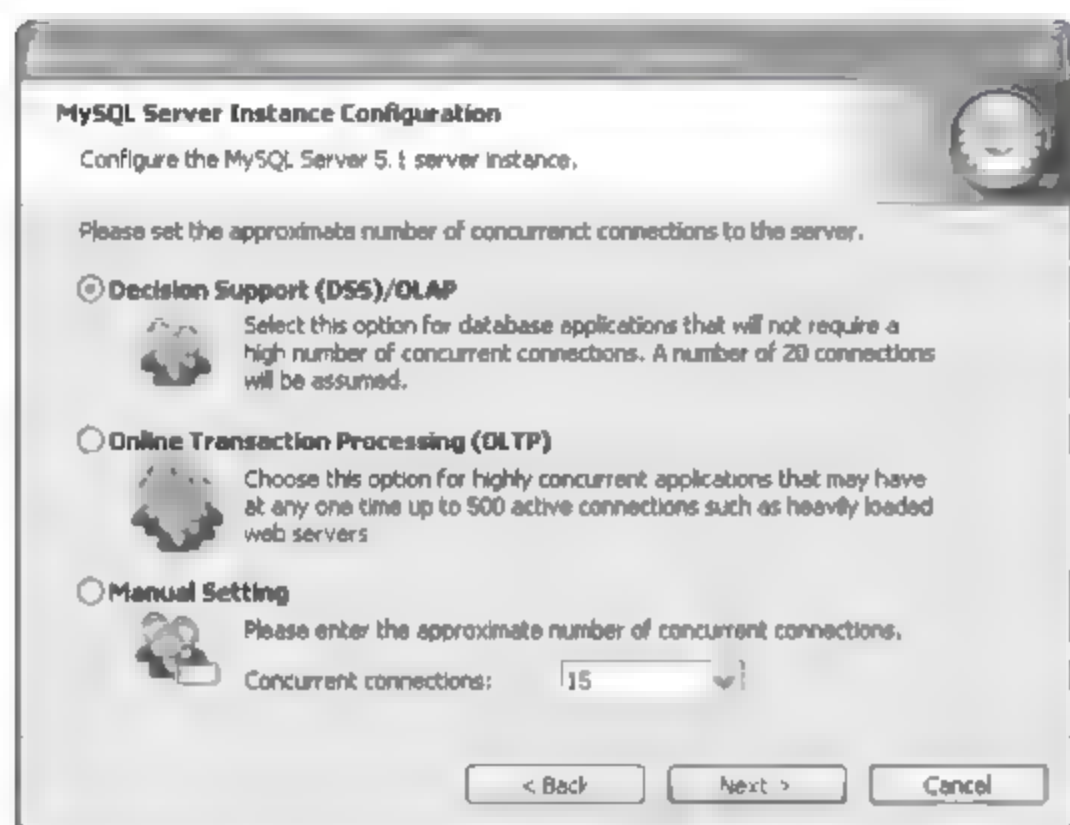 MySQL Server Instance Configuration
Configure the MySQL Server 5.1 server instance.
Please set the approximate number of concurrenct connections to the server.
Decision Support (DSS)/OLAP
Select this option for database applications that will not require a
high number of concurrent connections. A number of 20 connections
will be assumed.
Online Transaction Processing (OLTP)
Choose this option for highly concurrent applications that may have
at any one time up to 500 active connections such as heavily loaded
web servers
Manual Setting
Please enter the approximate number of concurrent connections.
Concurrent connections: 15
< Back Next > Cancel